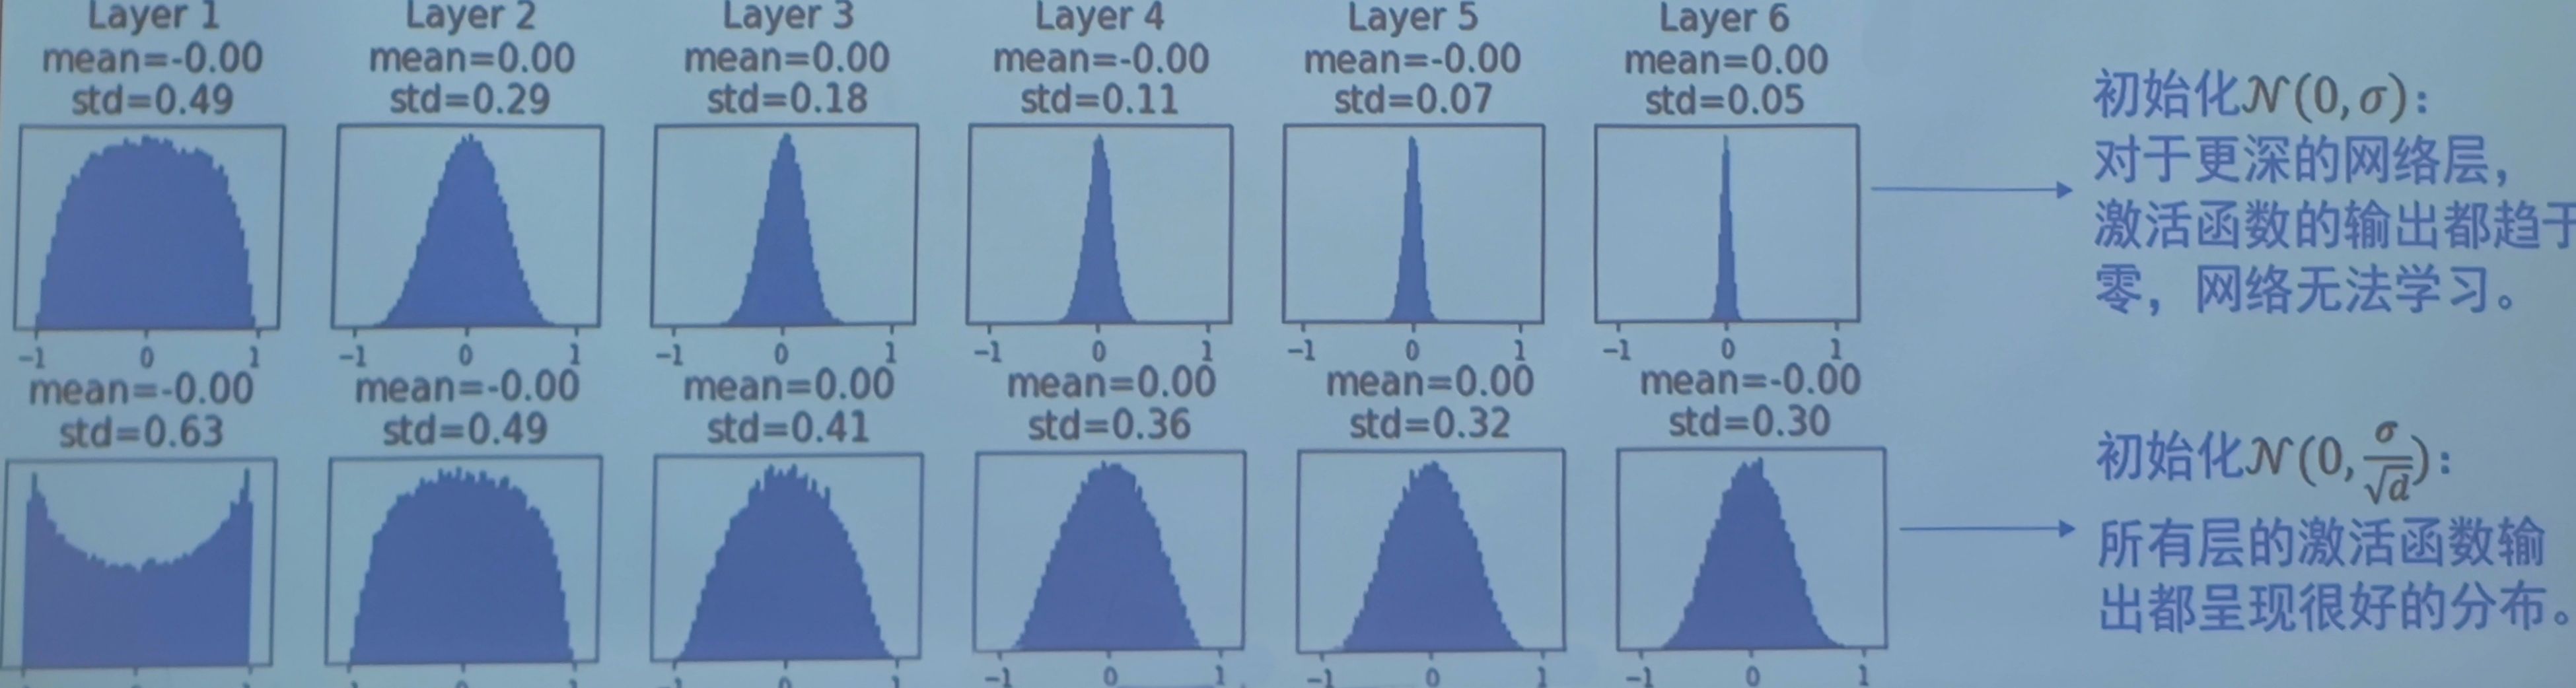 Layer 1
mean=-0.00
std=0.49
-1 0 1
Layer 2
mean=0.00
std=0.29
-1 0 1
Layer 3
mean=0.00
std=0.18
-1 0 1
Layer 4
mean=-0.00
std=0.11
-1 0 1
Layer 5
mean=-0.00
std=0.07
-1 0 1
Layer 6
mean=0.00
std=0.05
-1 0 1
初始化𝒩(0,σ):
对于更深的网络层，
激活函数的输出都趋于
零，网络无法学习。
mean=-0.00
std=0.63
mean=-0.00
std=0.49
mean=0.00
std=0.41
mean=0.00
std=0.36
-1 0 1
mean=0.00
std=0.32
-1 0 1
mean=-0.00
std=0.30
-1 0 1
初始化𝒩(0,σ/√d):
所有层的激活函数输
出都呈现很好的分布。